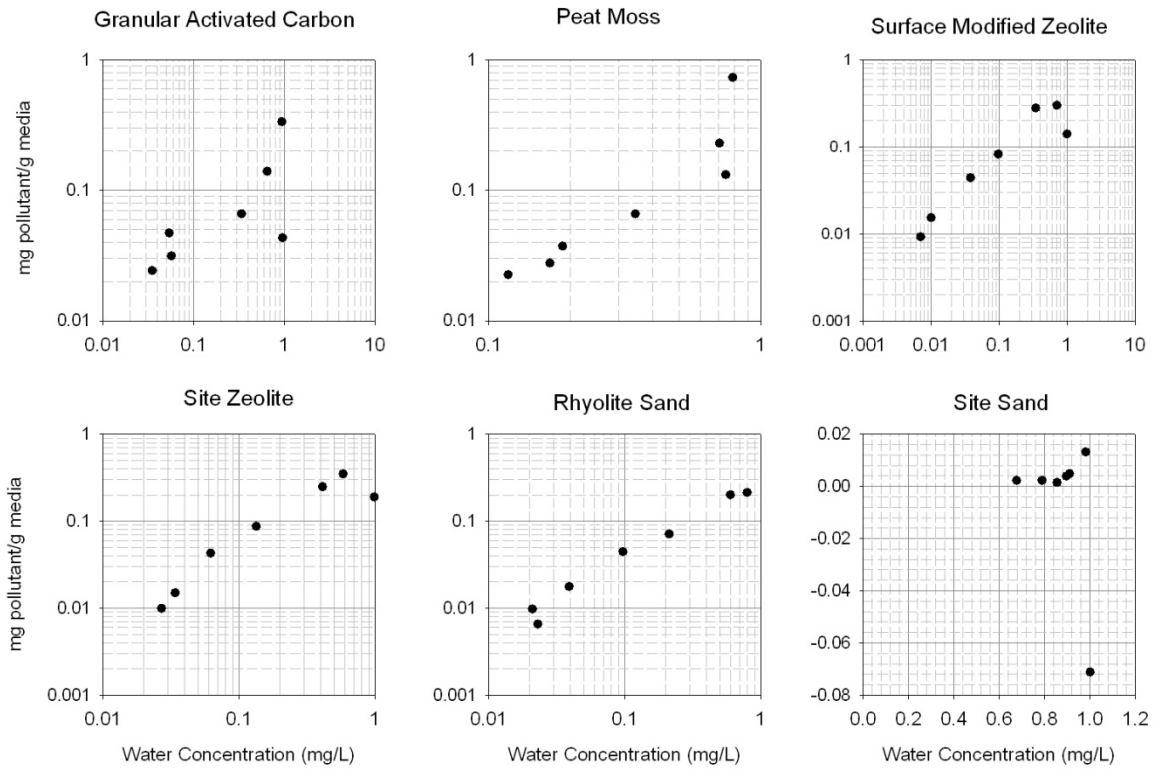 Granular Activated Carbon
Peat Moss
Surface Modified Zeolite
mg pollutant/g media
1
0.1
0.01
0.01 0.1 1 10
1
0.1
0.01
0.1 1
1
0.1
0.01
0.001
0.001 0.01 0.1 1 10
Site Zeolite
Rhyolite Sand
Site Sand
mg pollutant/g media
1
0.1
0.01
0.001
0.01 0.1 1
1
0.1
0.01
0.001
0.01 0.1 1
0.02
0.00
-0.02
-0.04
-0.06
-0.08
0.0 0.2 0.4 0.6 0.8 1.0 1.2
Water Concentration (mg/L)
Water Concentration (mg/L)
Water Concentration (mg/L)